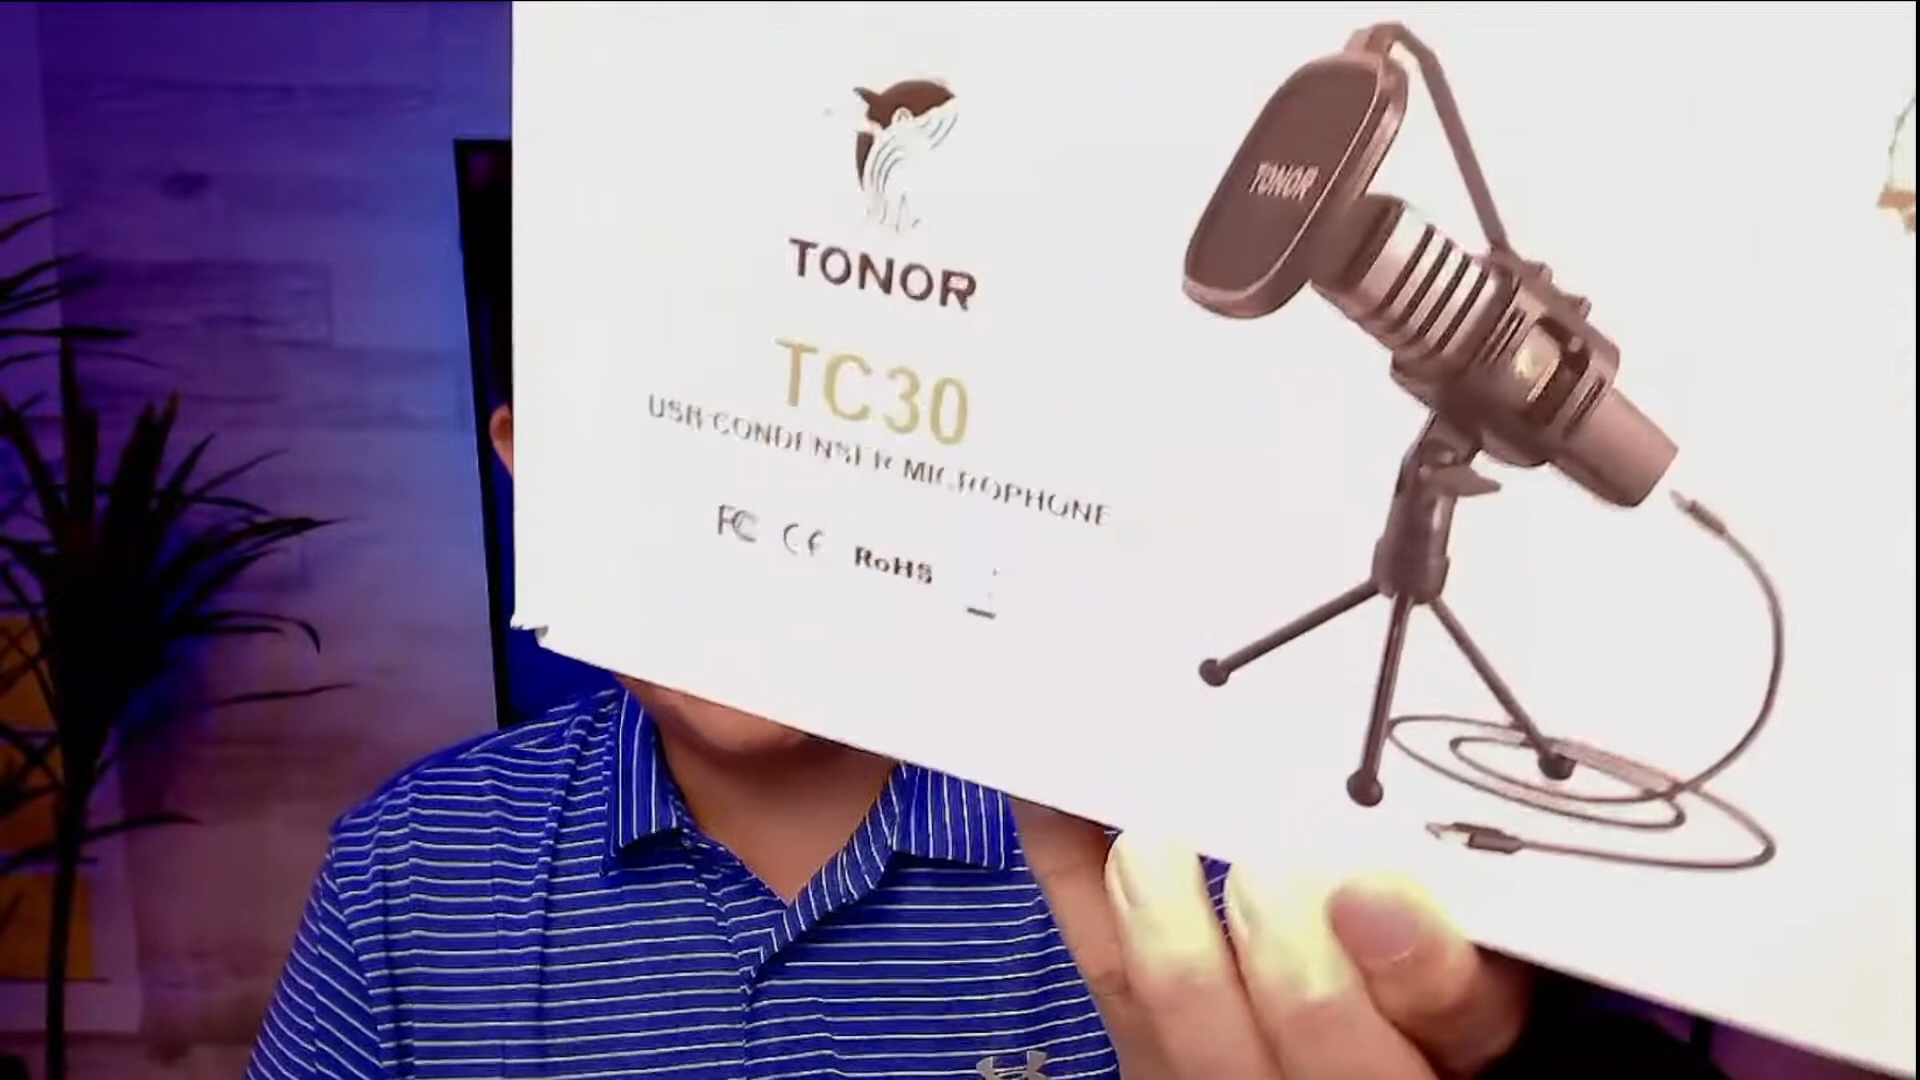 TONOR
TC30
USB CONDENSER MICROPHONE
FC CE RoHS
TONOR